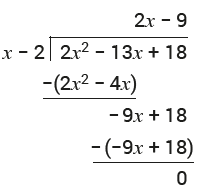 2x - 9
x - 2 2x² - 13x + 18
-(2x² - 4x)
-9x + 18
-(-9x + 18)
0